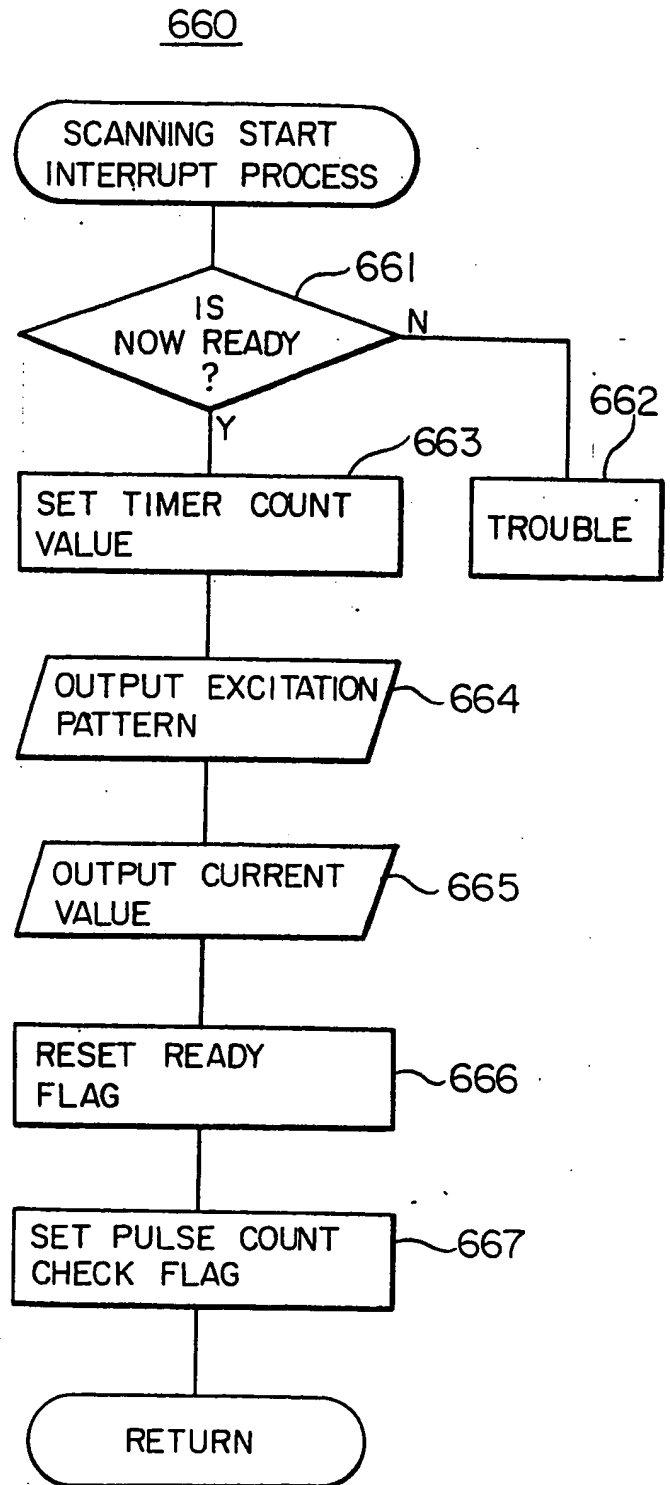 660
SCANNING START
INTERRUPT PROCESS
661
IS
NOW READY
?
N
Y
662
TROUBLE
663
SET TIMER COUNT
VALUE
OUTPUT EXCITATION
PATTERN
664
OUTPUT CURRENT
VALUE
665
RESET READY
FLAG
666
SET PULSE COUNT
CHECK FLAG
667
RETURN